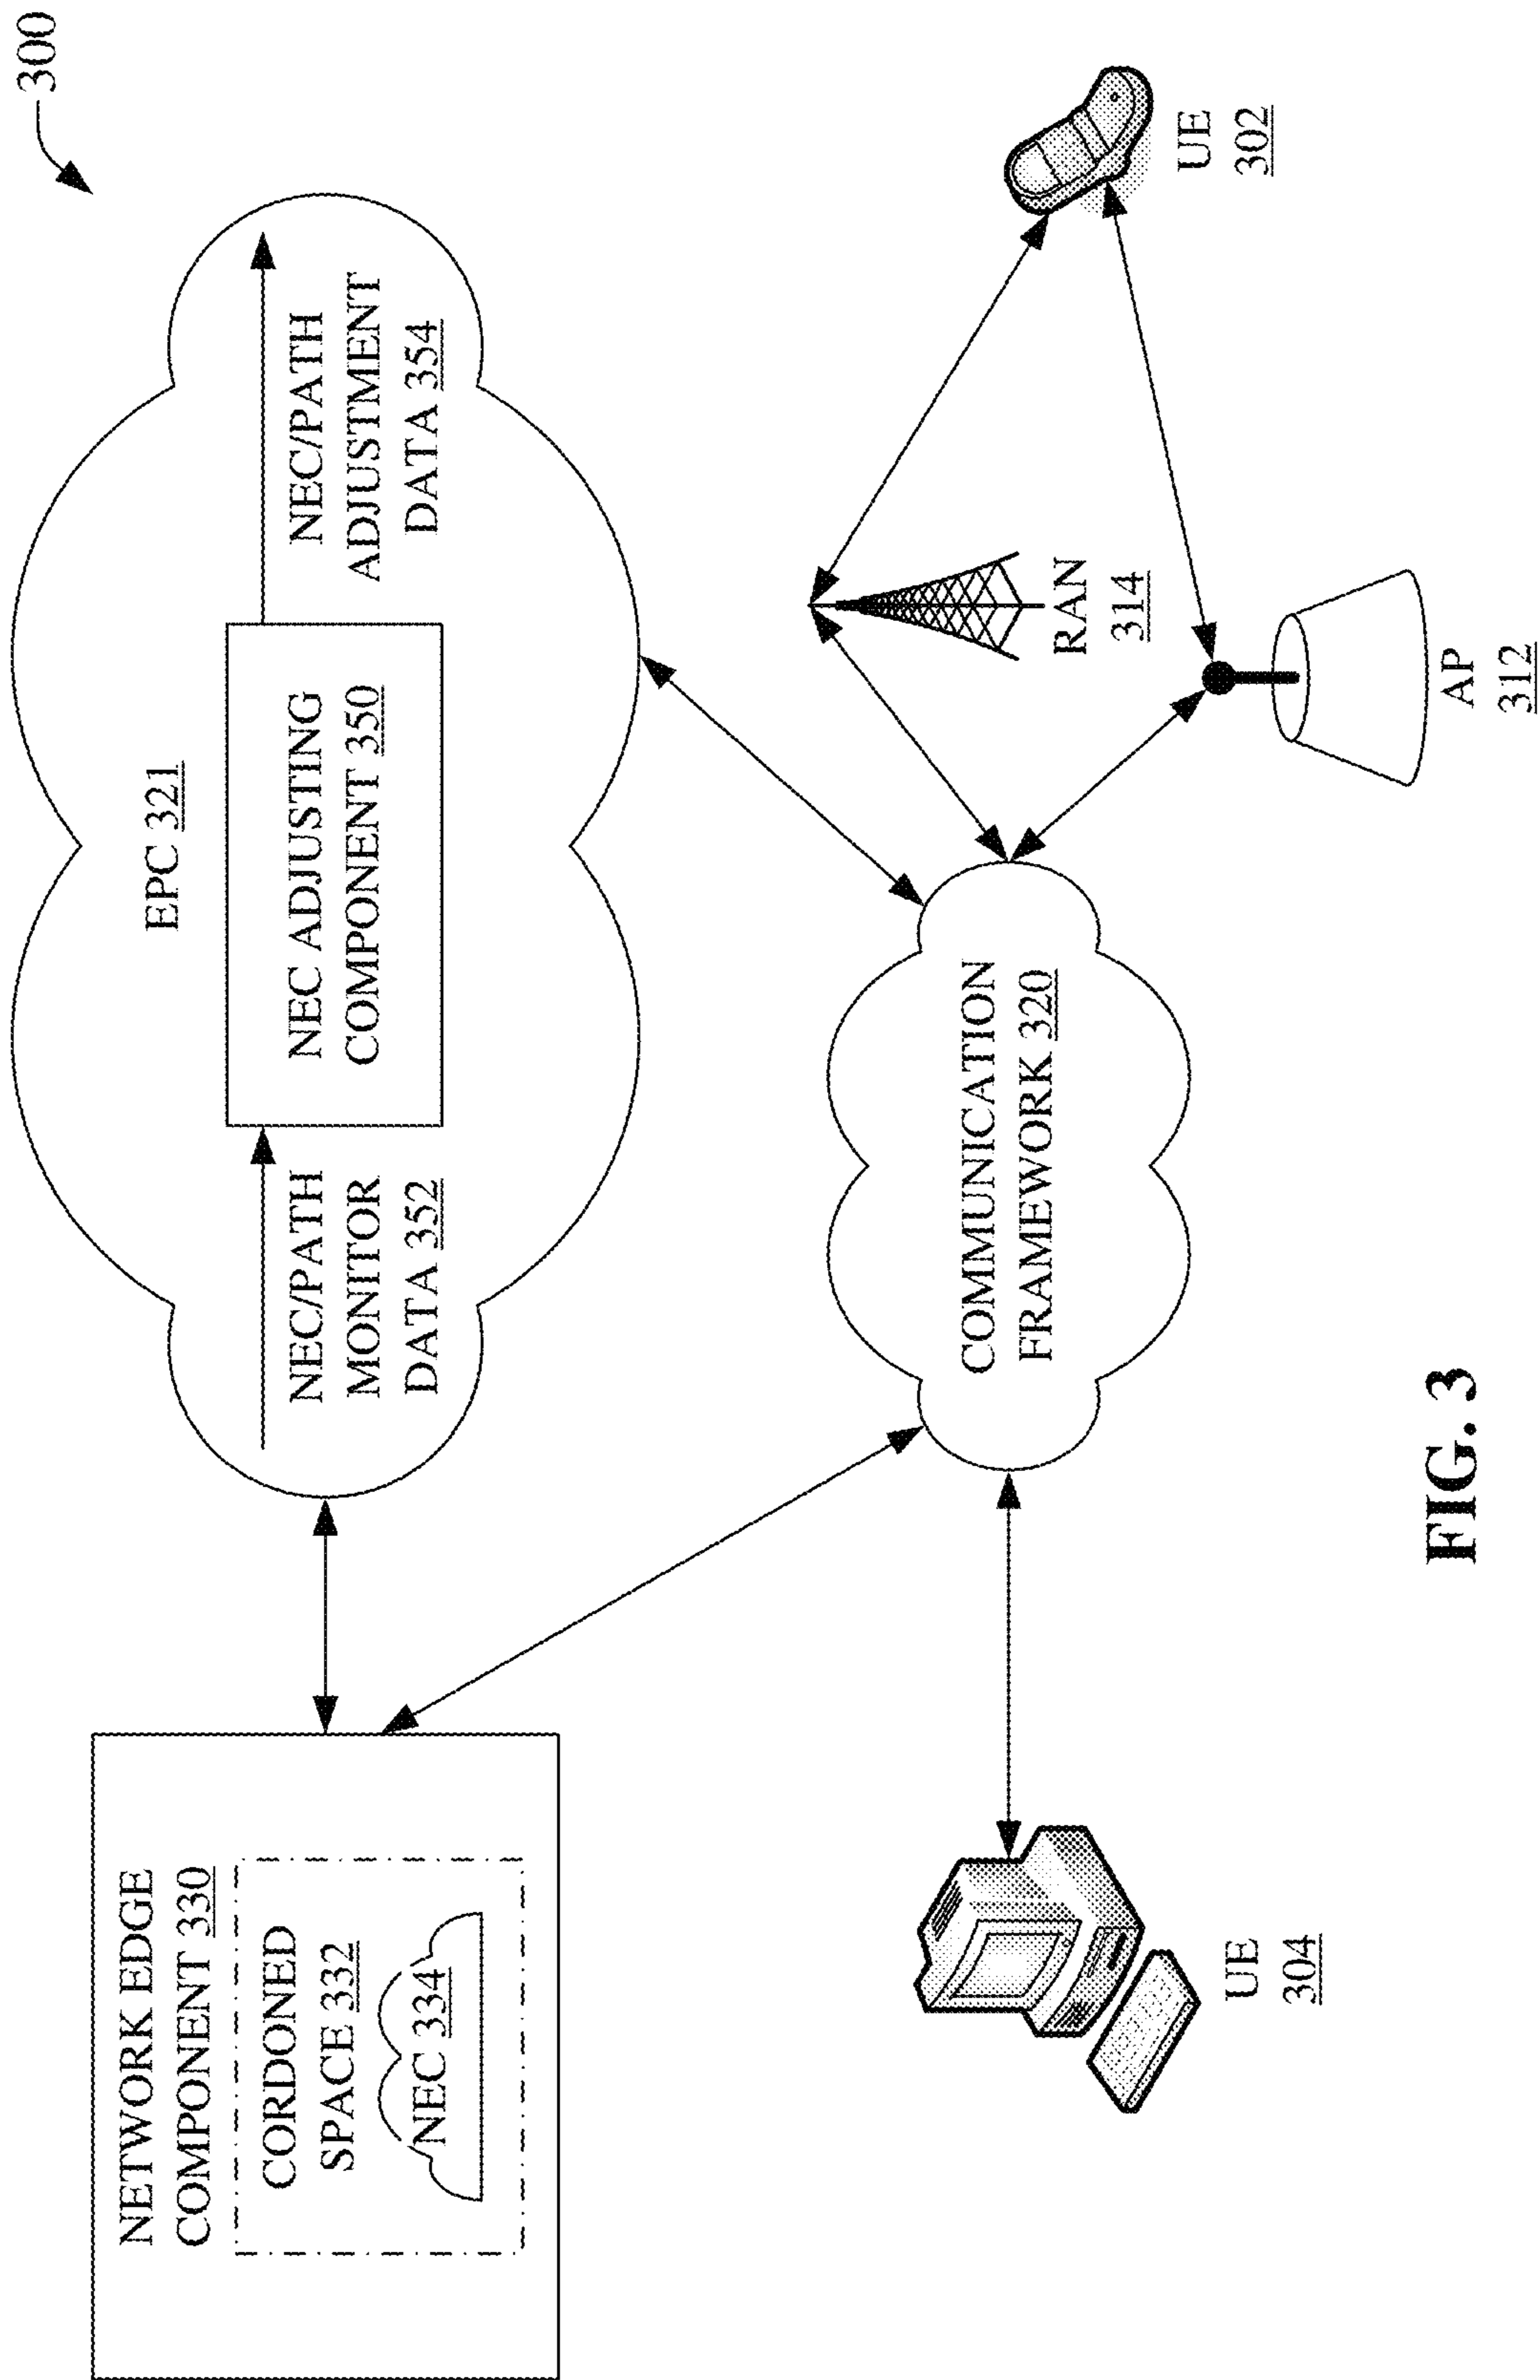 300
NETWORK EDGE
COMPONENT 330
CORDONED
SPACE 332
NEC 334
EPC 321
NEC/PATH
MONITOR
DATA 352
NEC ADJUSTING
COMPONENT 350
NEC/PATH
ADJUSTMENT
DATA 354
UE
304
COMMUNICATION
FRAMEWORK 320
RAN
314
AP
312
UE
302
FIG. 3